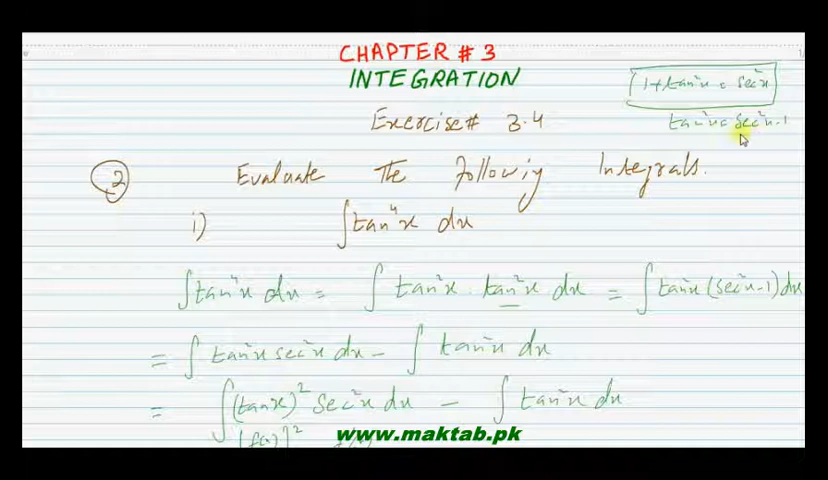 CHAPTER # 3
INTEGRATION
1+tan²x = sec²x
Exercise# 3.4
tan²x = sec²x-1
2 Evaluate The following Integrals.
i) ∫tan⁴x dx
∫tan⁴x dx = ∫ tan²x . tan²x dx = ∫tan²x (sec²x-1)dx
= ∫ tan²x sec²x dx - ∫ tan²x dx
= ∫(tanx)² sec²x dx - ∫ tan²x dx
[f(x)]²
www.maktab.pk